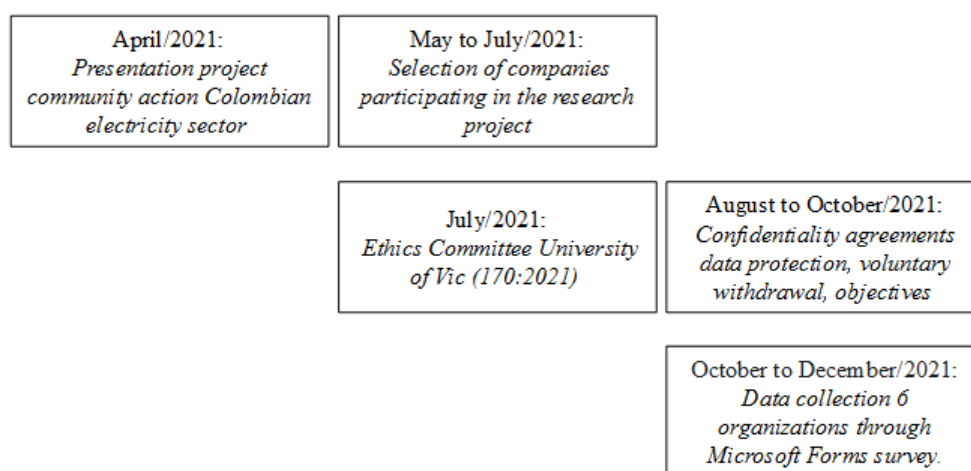 April/2021:
Presentation project
community action Colombian
electricity sector
May to July/2021:
Selection of companies
participating in the research
project
July/2021:
Ethics Committee University
of Vic (170:2021)
August to October/2021:
Confidentiality agreements
data protection, voluntary
withdrawal, objectives
October to December/2021:
Data collection 6
organizations through
Microsoft Forms survey.